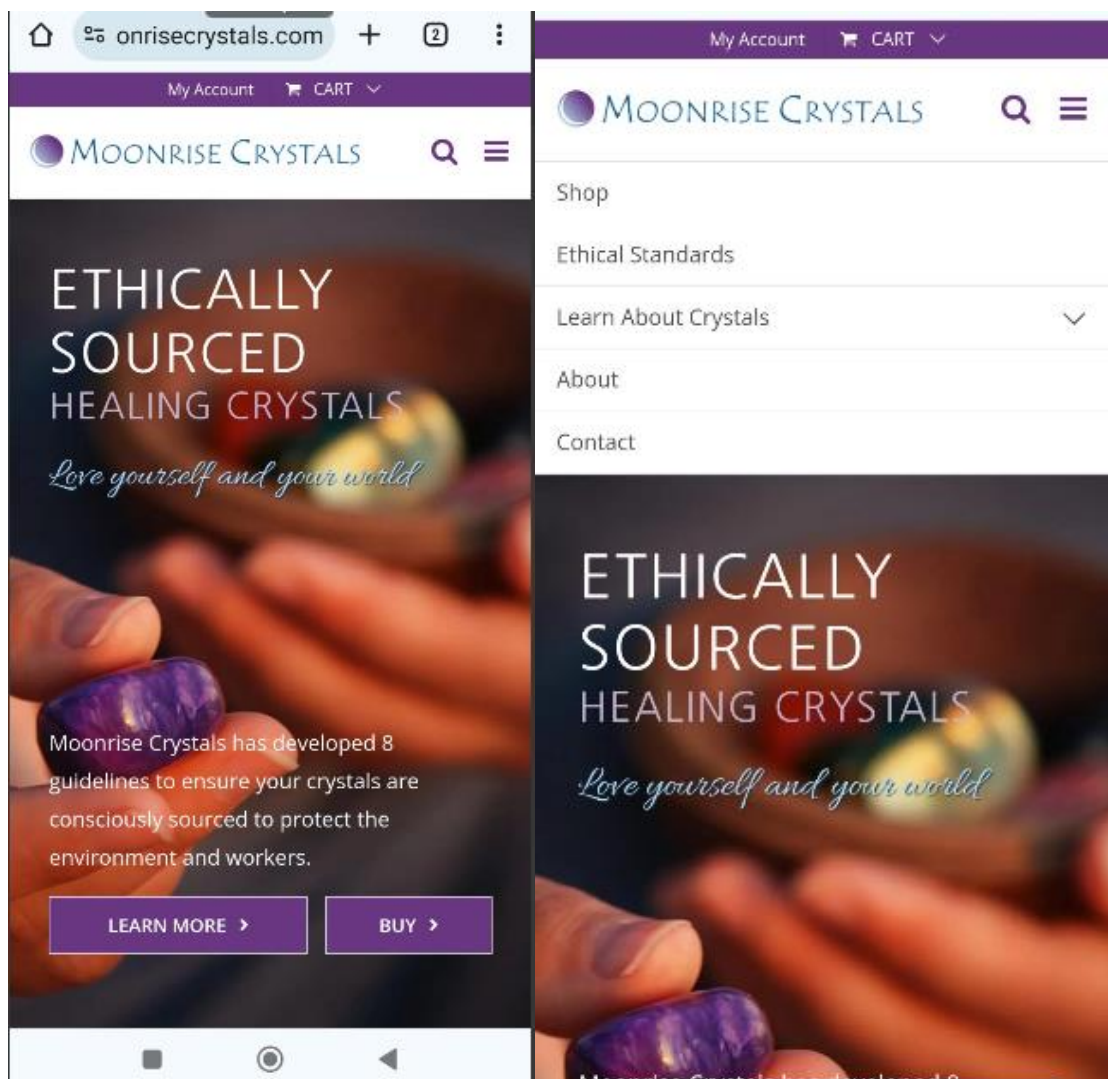 onrisecrystals.com
2
My Account CART
MOONRISE CRYSTALS
ETHICALLY
SOURCED
HEALING CRYSTALS
Love yourself and your world
Moonrise Crystals has developed 8
guidelines to ensure your crystals are
consciously sourced to protect the
environment and workers.
LEARN MORE >
BUY >
My Account CART
MOONRISE CRYSTALS
Shop
Ethical Standards
Learn About Crystals
About
Contact
ETHICALLY
SOURCED
HEALING CRYSTALS
Love yourself and your world